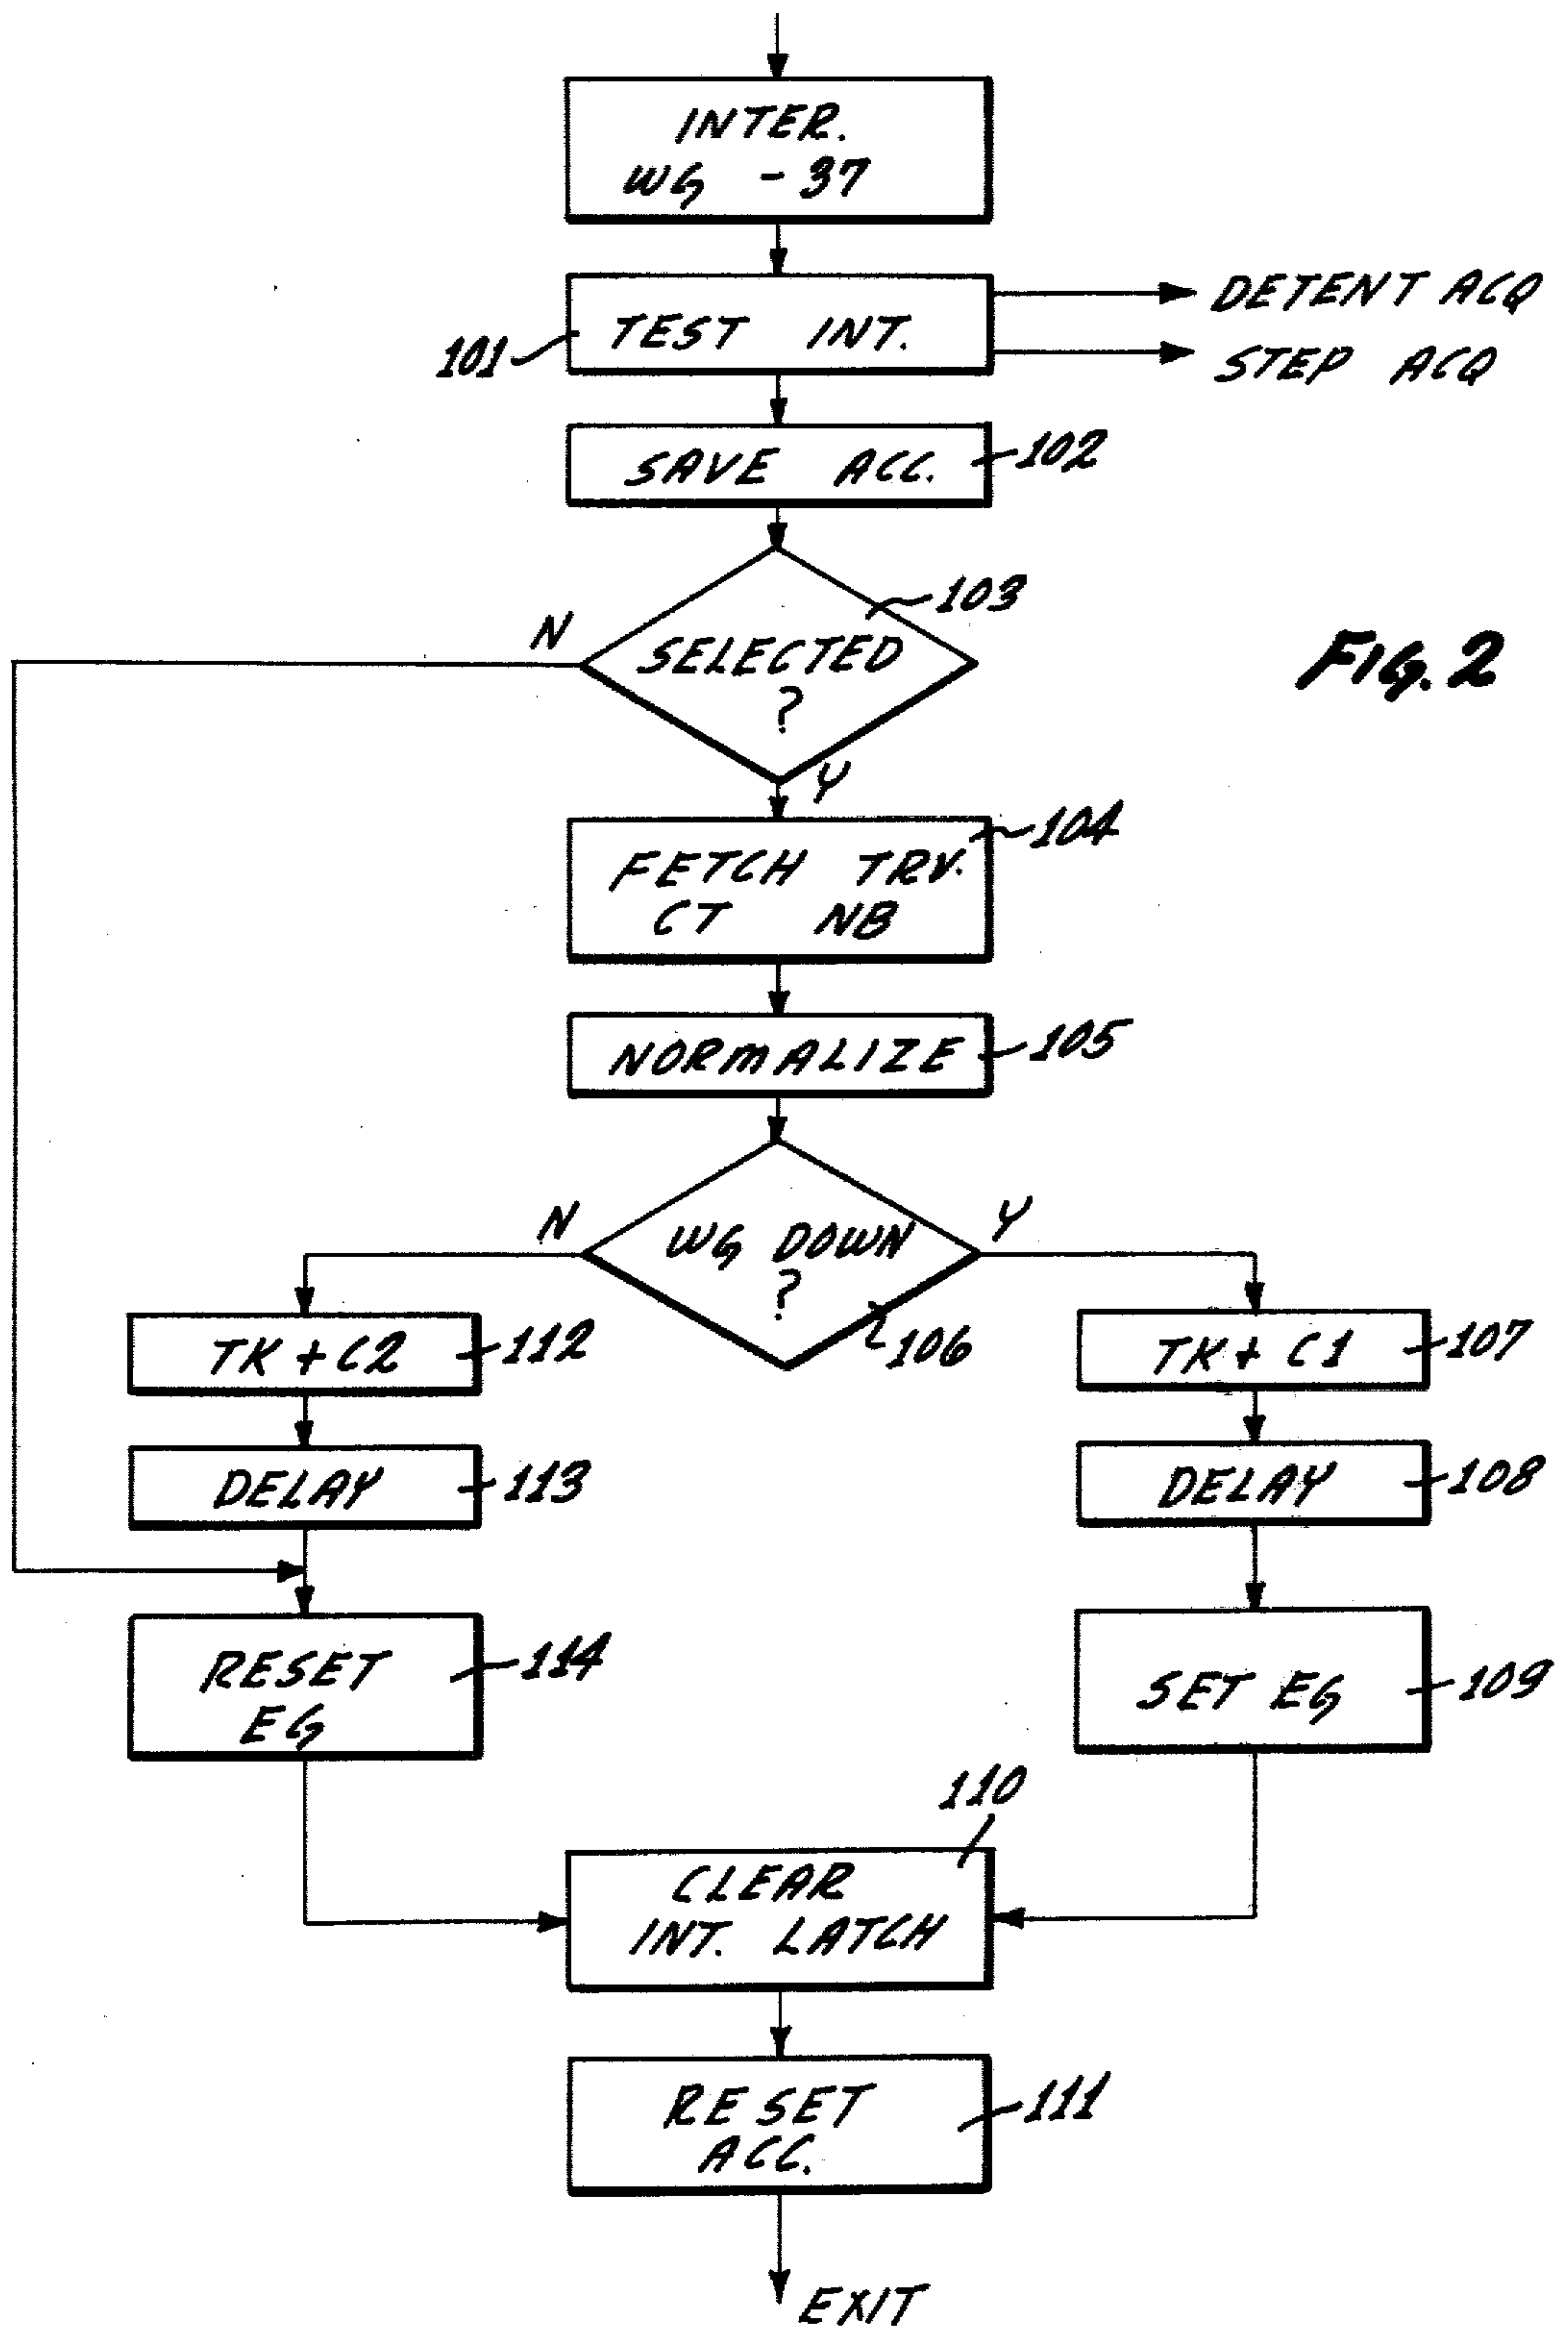 INTER.
WG - 37
TEST INT.
101
DETENT ACQ
STEP ACQ
SAVE ACC.
102
103
N
SELECTED
?
Y
FIG. 2
104
FETCH TRV.
CT NB
NORMALIZE
105
N
WG DOWN
?
Y
106
TK + C2
112
TK + C1
107
DELAY
113
DELAY
108
RESET
EG
114
SET EG
109
110
CLEAR
INT. LATCH
RESET
ACC.
111
EXIT